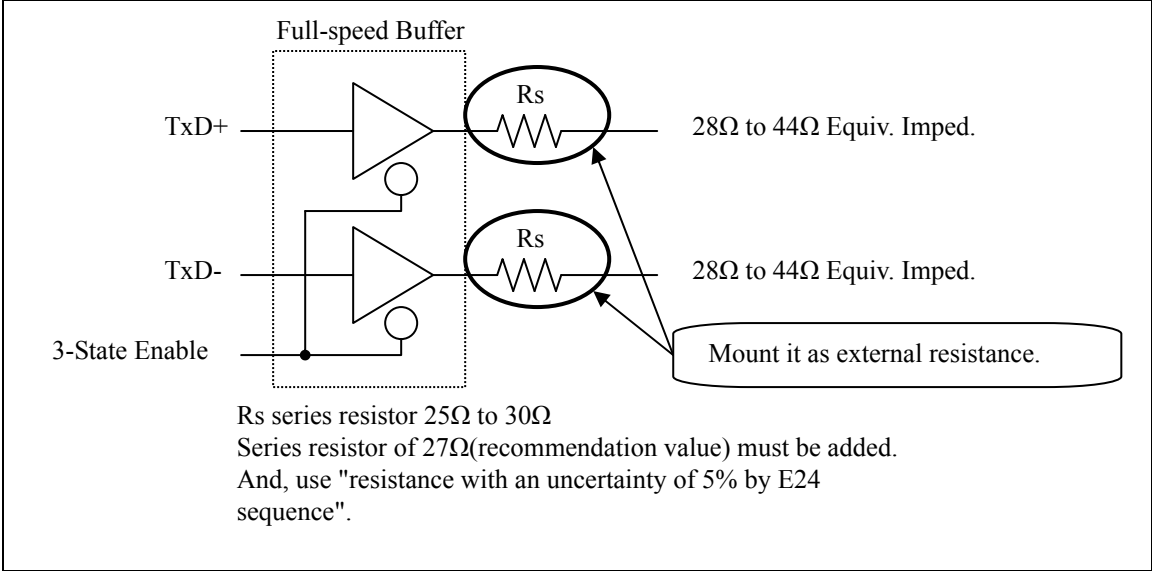 Full-speed Buffer
Rs
TxD+
28Ω to 44Ω Equiv. Imped.
Rs
TxD-
28Ω to 44Ω Equiv. Imped.
3-State Enable
Mount it as external resistance.
Rs series resistor 25Ω to 30Ω
Series resistor of 27Ω(recommendation value) must be added.
And, use "resistance with an uncertainty of 5% by E24
sequence".